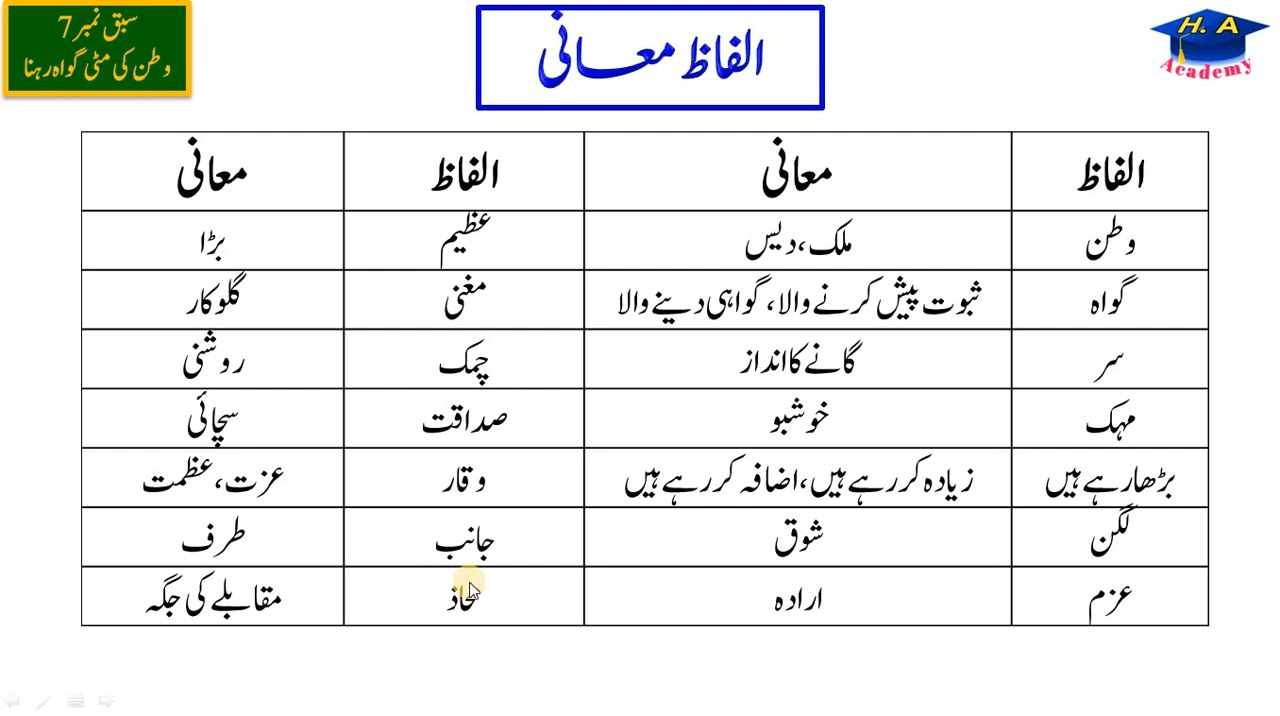 سبق نمبر 7
وطن کی مٹی گواہ رہنا
الفاظ معانی
H. A
Academy
الفاظ معانی الفاظ معانی
وطن ملک، دیس عظیم بڑا
گواہ ثبوت پیش کرنے والا، گواہی دینے والا مغنی گلوکار
سر گانے کا انداز چمک روشنی
مہک خوشبو صداقت سچائی
بڑھا رہے ہیں زیادہ کر رہے ہیں، اضافہ کر رہے ہیں وقار عزت، عظمت
لگن شوق جانب طرف
عزم ارادہ محاذ مقابلے کی جگہ